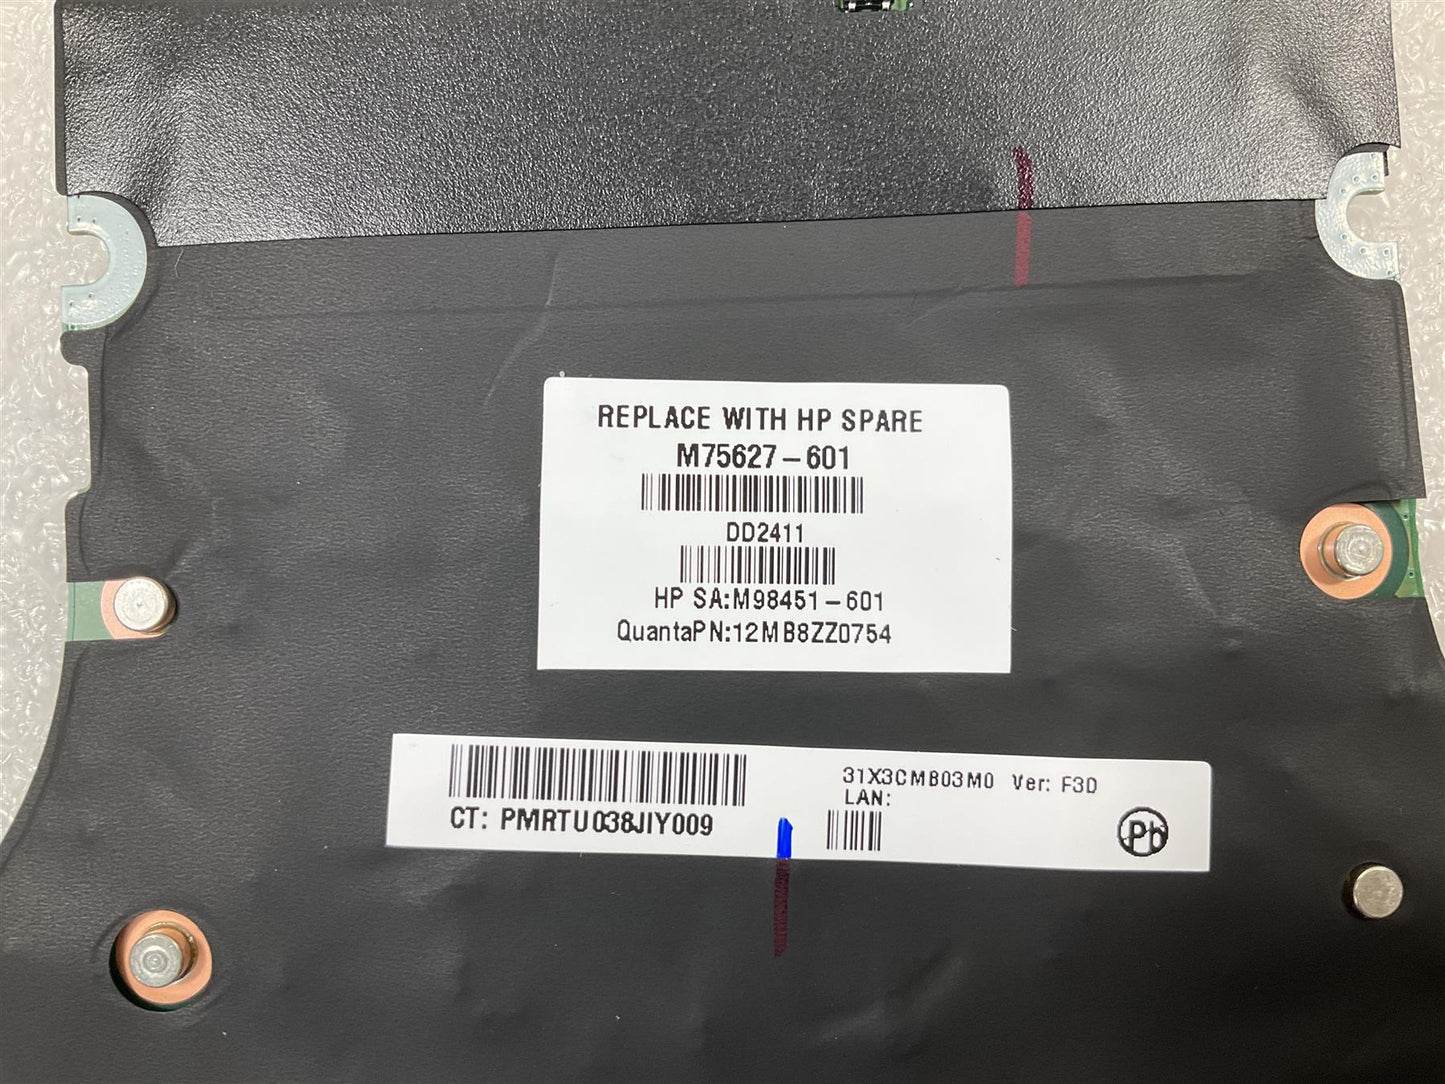 REPLACE WITH HP SPARE
M75627-601
DD2411
HP SA:M98451-601
QuantaPN:12MB8ZZ0754
CT: PMRTU038JIY009
31X3CMB03M0 Ver: F3D
LAN:
Pb